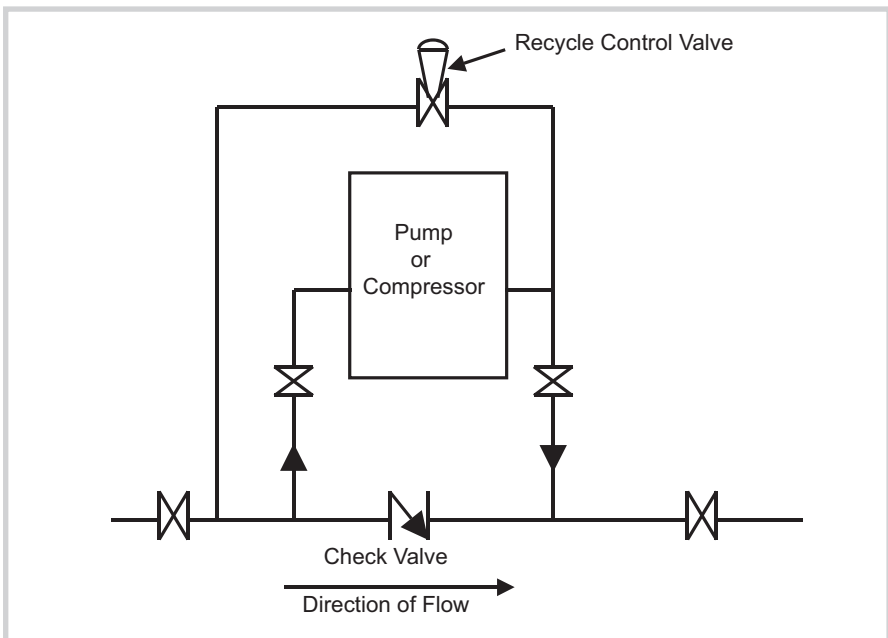 Recycle Control Valve
Pump
or
Compressor
Check Valve
Direction of Flow